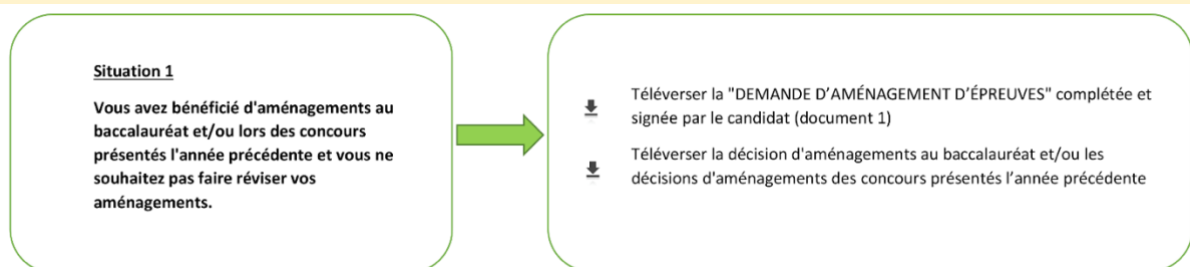 Situation 1
Vous avez bénéficié d'aménagements au
baccalauréat et/ou lors des concours
présentés l'année précédente et vous ne
souhaitez pas faire réviser vos
aménagements.
Téléverser la "DEMANDE D’AMÉNAGEMENT D’ÉPREUVES" complétée et
signée par le candidat (document 1)
Téléverser la décision d'aménagements au baccalauréat et/ou les
décisions d'aménagements des concours présentés l’année précédente